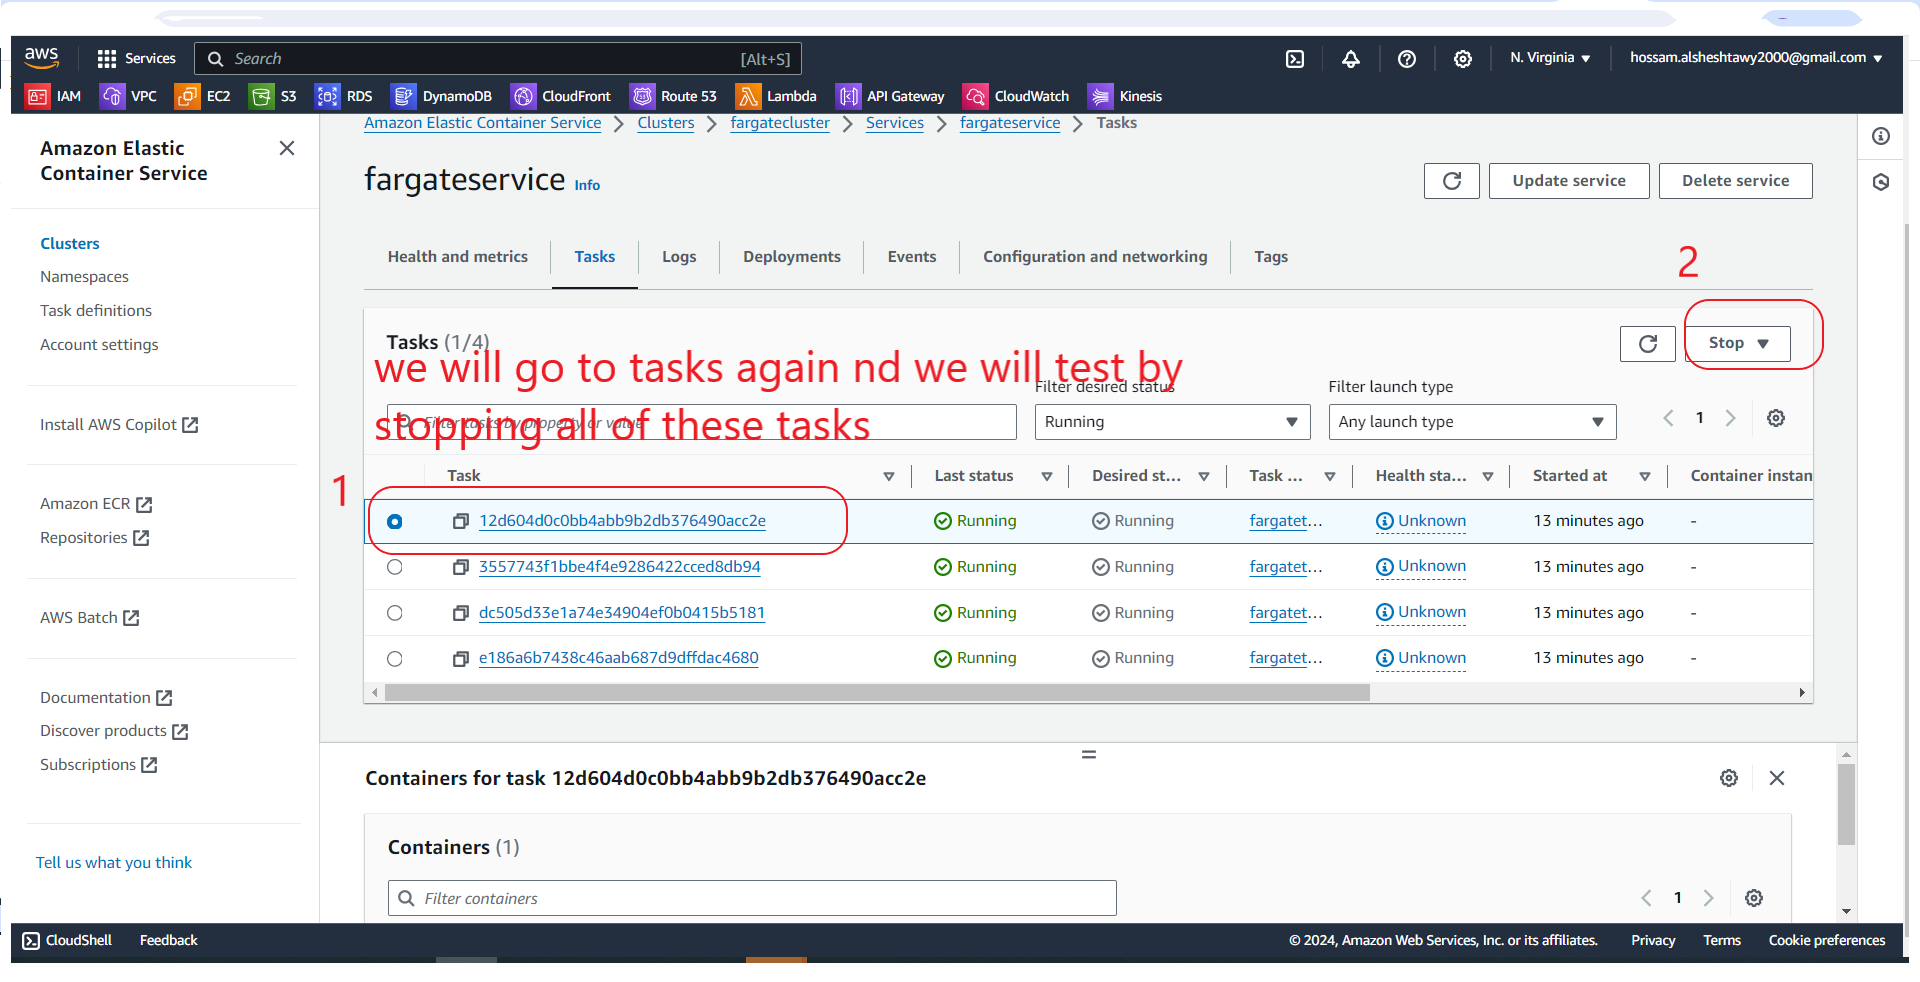 aws Services Search [Alt+S] N. Virginia hossam.alsheshtawy2000@gmail.com
IAM VPC EC2 S3 RDS DynamoDB CloudFront Route 53 Lambda API Gateway CloudWatch Kinesis
Amazon Elastic
Container Service
Clusters
Namespaces
Task definitions
Account settings
Install AWS Copilot
Amazon ECR
Repositories
AWS Batch
Documentation
Discover products
Subscriptions
Tell us what you think
Amazon Elastic Container Service Clusters fargatecluster Services fargateservice Tasks
fargateservice Info
Update service Delete service
Health and metrics Tasks Logs Deployments Events Configuration and networking Tags
2
Tasks (1/4)
Stop
we will go to tasks again nd we will test by
stopping all of these tasks
Filter desired status Filter launch type
Filter tasks by property or value Running Any launch type 1
Task Last status Desired st... Task ... Health sta... Started at Container instan
1
12d604d0c0bb4abb9b2db376490acc2e Running Running fargatet... Unknown 13 minutes ago -
3557743f1bbe4f4e9286422cced8db94 Running Running fargatet... Unknown 13 minutes ago -
dc505d33e1a74e34904ef0b0415b5181 Running Running fargatet... Unknown 13 minutes ago -
e186a6b7438c46aab687d9dffdac4680 Running Running fargatet... Unknown 13 minutes ago -
Containers for task 12d604d0c0bb4abb9b2db376490acc2e
Containers (1)
Filter containers 1
CloudShell Feedback © 2024, Amazon Web Services, Inc. or its affiliates. Privacy Terms Cookie preferences